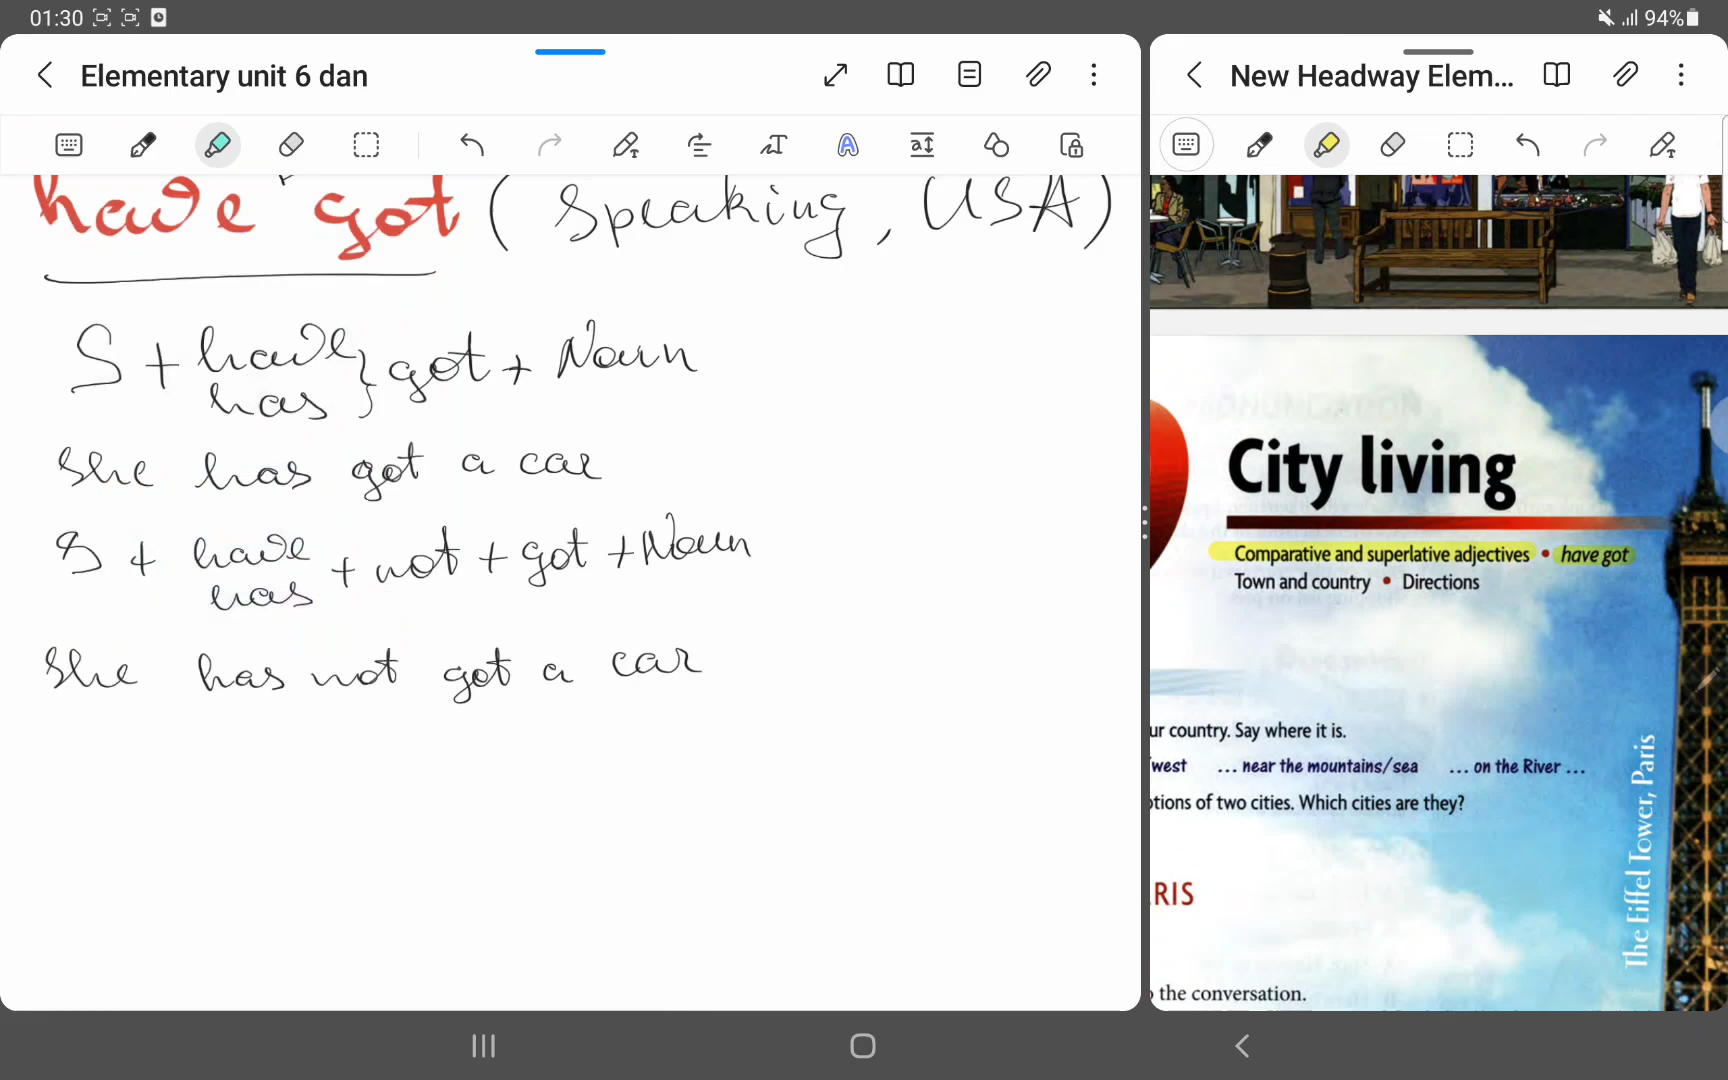 01:30
94%
Elementary unit 6 dan
have got ( Speaking, USA)
S + have } got + Noun
has
she has got a car
S + have + not + got + Noun
has
she has not got a car
New Headway Elem...
City living
Comparative and superlative adjectives • have got
Town and country • Directions
ur country. Say where it is.
west ... near the mountains/sea ... on the River ...
tions of two cities. Which cities are they?
The Eiffel Tower, Paris
RIS
the conversation.